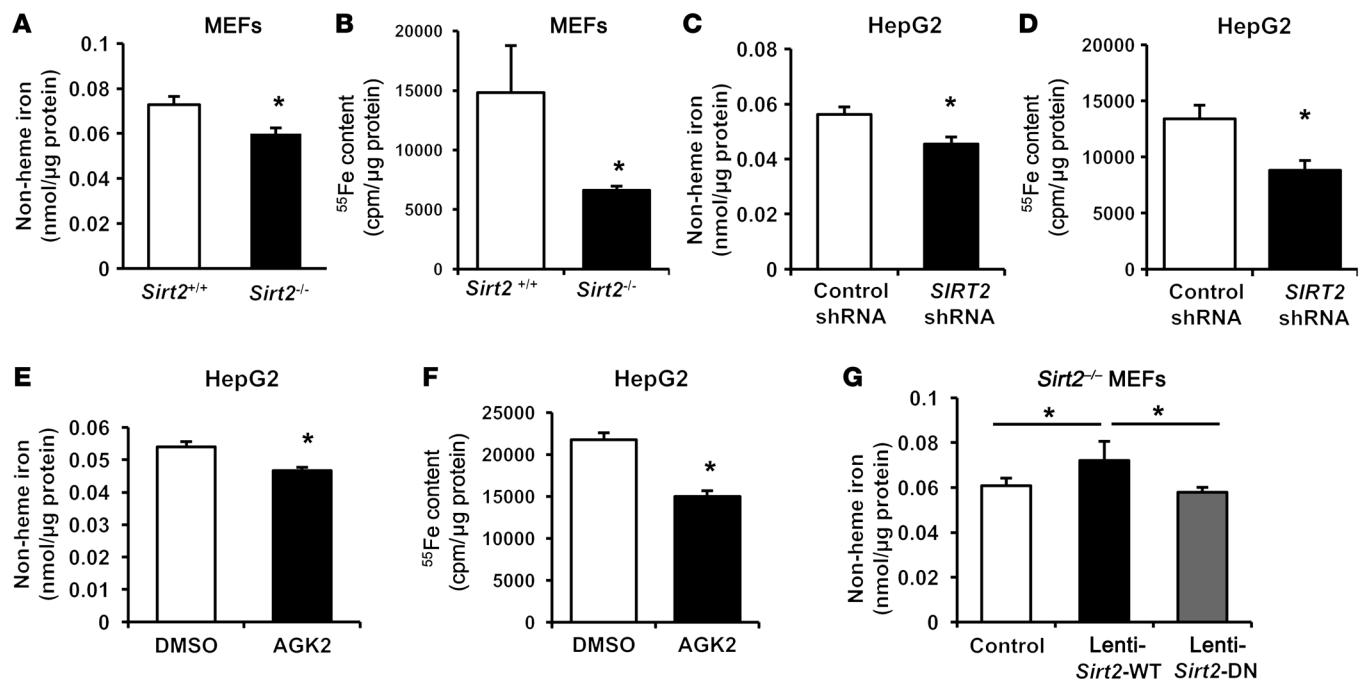 A
MEFs
Non-heme iron
(nmol/µg protein)
0.1
0.08
0.06
0.04
0.02
0
*
Sirt2+/+ Sirt2-/-
B
MEFs
55Fe content
(cpm/µg protein)
20000
15000
10000
5000
0
*
Sirt2 +/+ Sirt2-/-
C
HepG2
Non-heme iron
(nmol/µg protein)
0.08
0.06
0.04
0.02
0
*
Control SIRT2
shRNA shRNA
D
HepG2
55Fe content
(cpm/µg protein)
20000
15000
10000
5000
0
*
Control SIRT2
shRNA shRNA
E
HepG2
Non-heme iron
(nmol/µg protein)
0.06
0.05
0.04
0.03
0.02
0.01
0
*
DMSO AGK2
F
HepG2
55Fe content
(cpm/µg protein)
25000
20000
15000
10000
5000
0
*
DMSO AGK2
G
Sirt2–/– MEFs
Non-heme iron
(nmol/µg protein)
0.1
0.08
0.06
0.04
0.02
0
* *
Control Lenti- Lenti-
Sirt2-WT Sirt2-DN